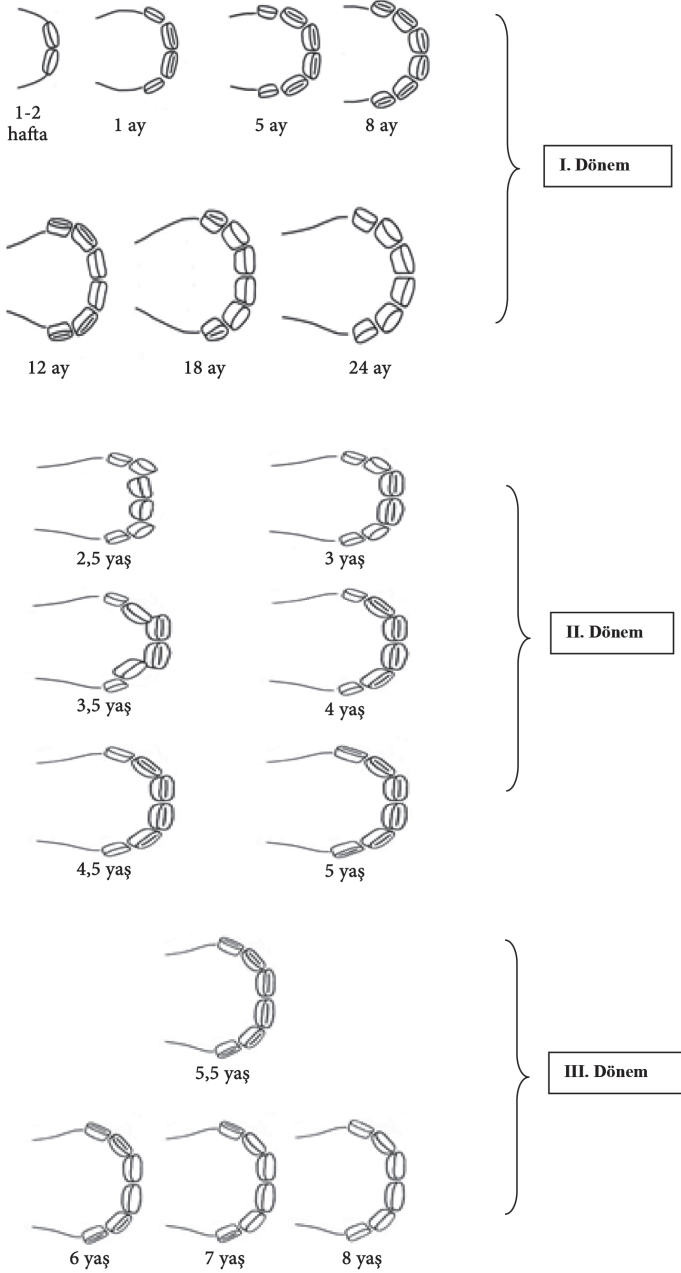 1-2
hafta
1 ay
5 ay
8 ay
I. Dönem
12 ay
18 ay
24 ay
2,5 yaş
3 yaş
II. Dönem
3,5 yaş
4 yaş
4,5 yaş
5 yaş
5,5 yaş
III. Dönem
6 yaş
7 yaş
8 yaş